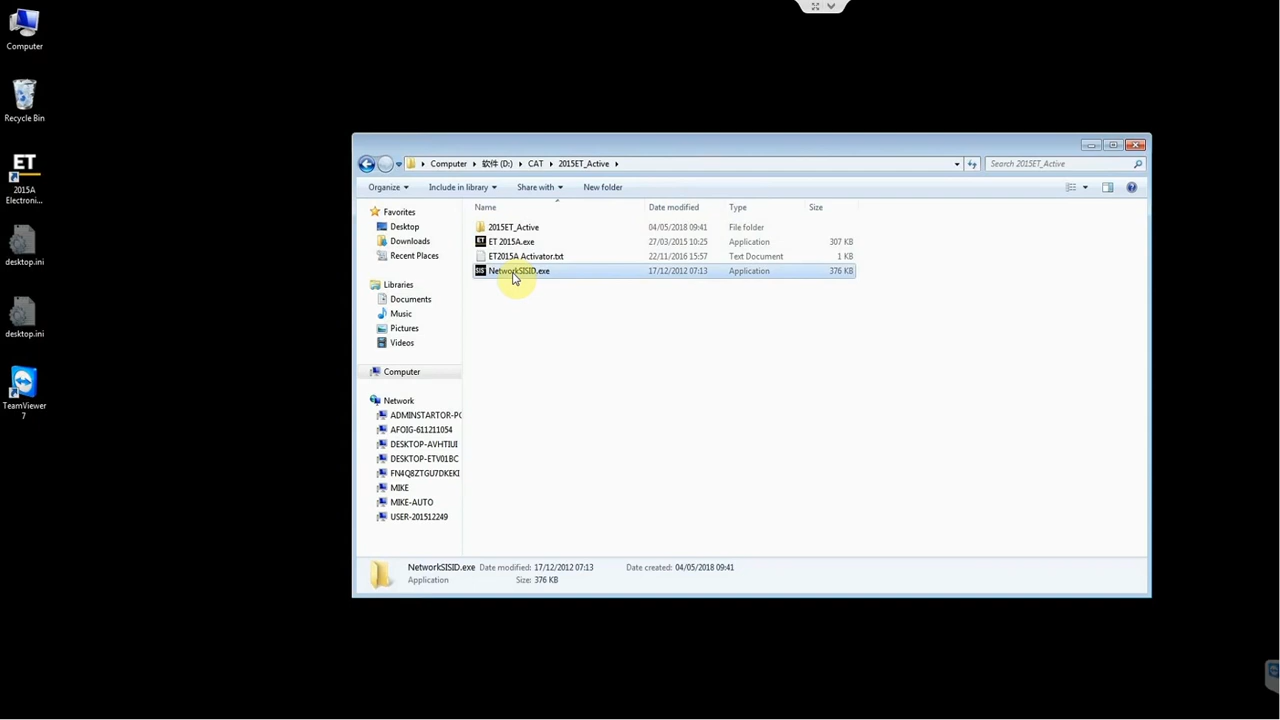 Computer
Recycle Bin
ET
2015A
Electroni...
desktop.ini
desktop.ini
TeamViewer
7
Computer
软件 (D:)
CAT
2015ET_Active
Search 2015ET_Active
Organize
Include in library
Share with
New folder
Name
Date modified
Type
Size
Favorites
Desktop
Downloads
Recent Places
Libraries
Documents
Music
Pictures
Videos
Computer
Network
ADMINSTARTOR-PC
AFOIG-611211054
DESKTOP-AVHTIUI
DESKTOP-ETV01BC
FN4Q8ZTGU7DKEKI
MIKE
MIKE-AUTO
USER-201512249
2015ET_Active 04/05/2018 09:41 File folder
ET 2015A.exe 27/03/2015 10:25 Application 307 KB
ET2015A Activator.txt 22/11/2016 15:57 Text Document 1 KB
SIS NetworkSISID.exe 17/12/2012 07:13 Application 376 KB
NetworkSISID.exe Date modified: 17/12/2012 07:13 Date created: 04/05/2018 09:41
Application Size: 376 KB